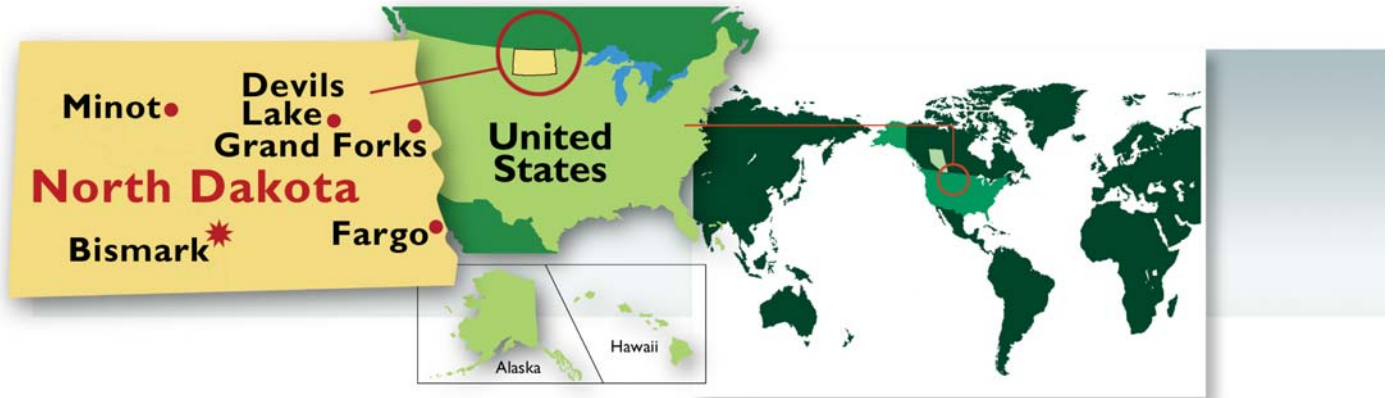 Minot
Devils
Lake
Grand Forks
North Dakota
Bismark
Fargo
United
States
Alaska
Hawaii